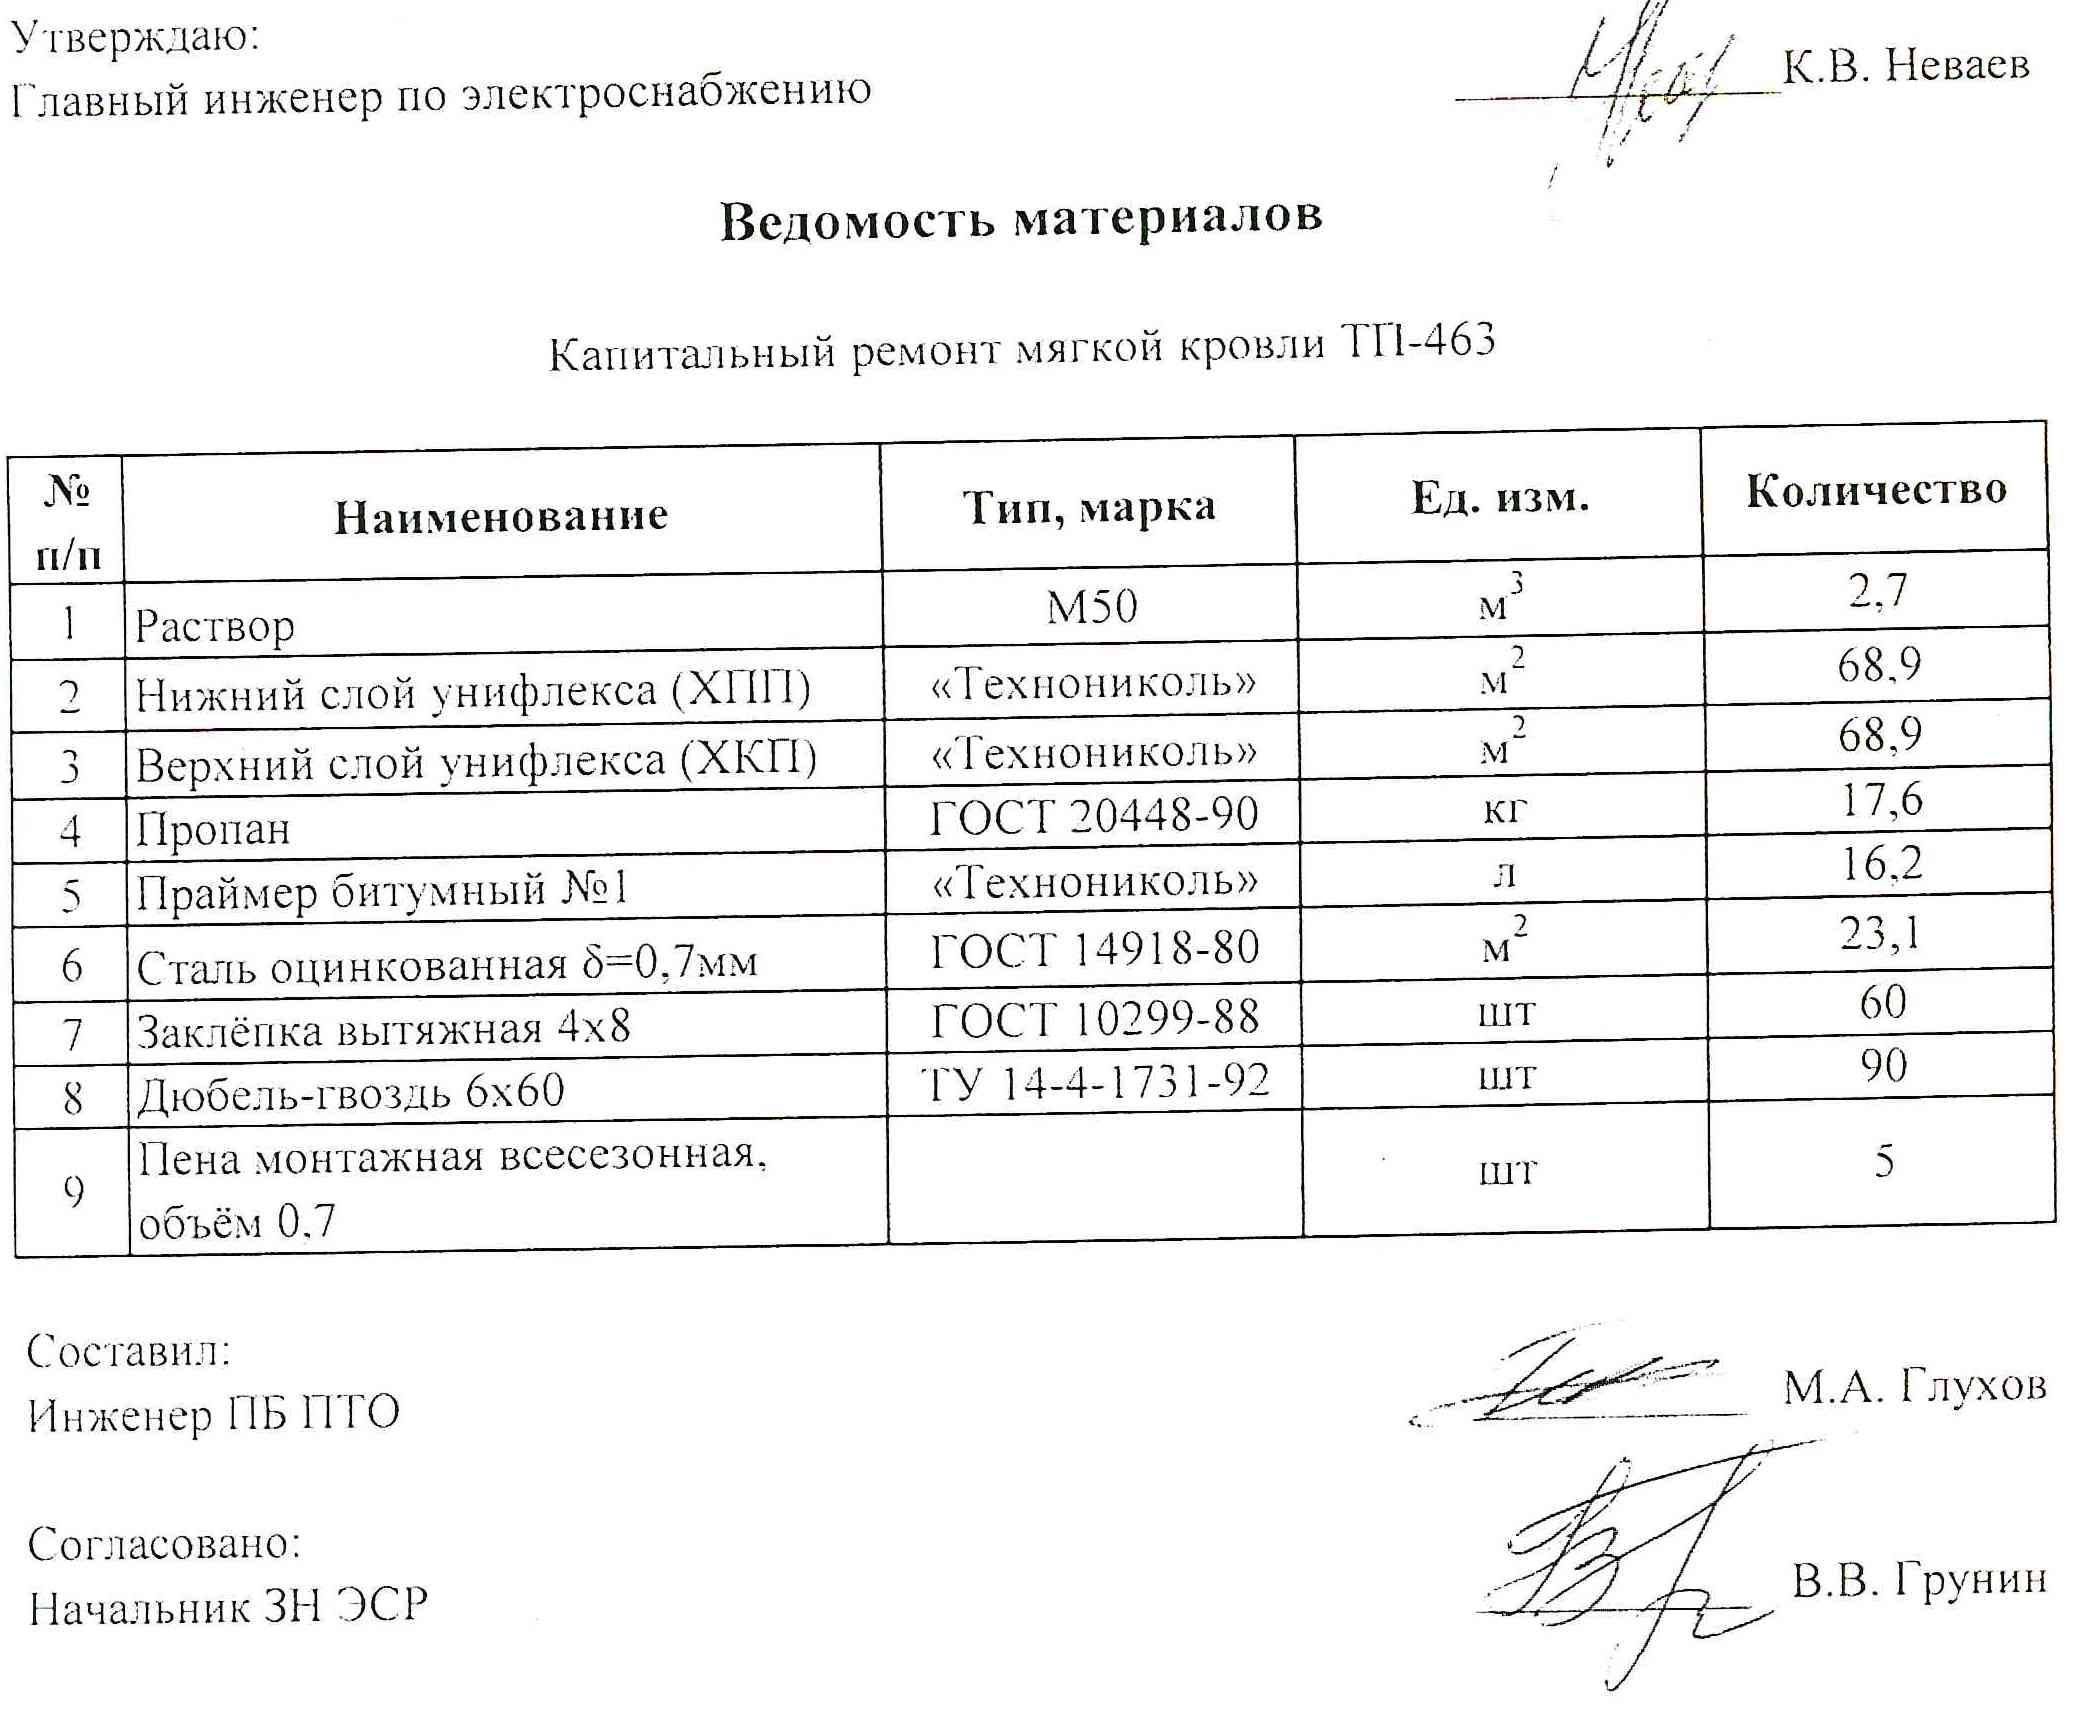 Утверждаю:
Главный инженер по электроснабжению К.В. Неваев
Ведомость материалов
Капитальный ремонт мягкой кровли ТП-463
№ п/п Наименование Тип, марка Ед. изм. Количество
1 Раствор М50 м³ 2,7
2 Нижний слой унифлекса (ХПП) «Технониколь» м² 68,9
3 Верхний слой унифлекса (ХКП) «Технониколь» м² 68,9
4 Пропан ГОСТ 20448-90 кг 17,6
5 Праймер битумный №1 «Технониколь» л 16,2
6 Сталь оцинкованная δ=0,7мм ГОСТ 14918-80 м² 23,1
7 Заклёпка вытяжная 4х8 ГОСТ 10299-88 шт 60
8 Дюбель-гвоздь 6х60 ТУ 14-4-1731-92 шт 90
9 Пена монтажная всесезонная,
объём 0,7 шт 5
Составил:
Инженер ПБ ПТО М.А. Глухов
Согласовано:
Начальник ЗН ЭСР В.В. Грунин